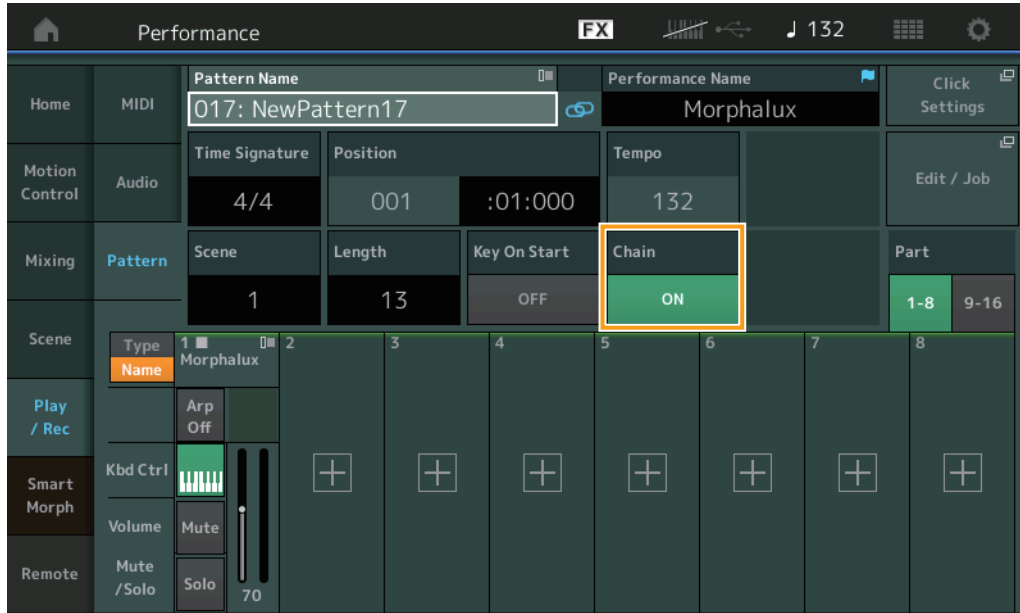 Performance
FX
♩ 132
Home
Motion
Control
Mixing
Scene
Play
/ Rec
Smart
Morph
Remote
MIDI
Audio
Pattern
Pattern Name
017: NewPattern17
Performance Name
Morphalux
Click
Settings
Time Signature
4/4
Position
001
:01:000
Tempo
132
Edit / Job
Scene
1
Length
13
Key On Start
OFF
Chain
ON
Part
1-8
9-16
Type
Name
1
Morphalux
2
3
4
5
6
7
8
Arp
Off
Kbd Ctrl
Volume
Mute
Mute
/Solo
Solo
70